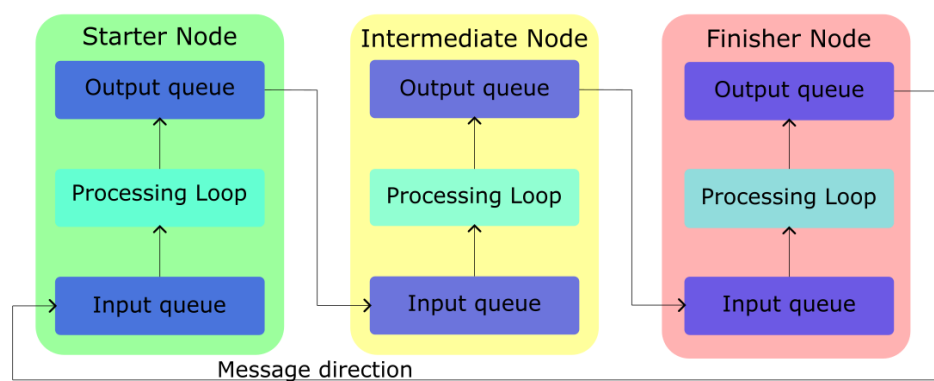 Starter Node
Output queue
Processing Loop
Input queue
Intermediate Node
Output queue
Processing Loop
Input queue
Finisher Node
Output queue
Processing Loop
Input queue
Message direction